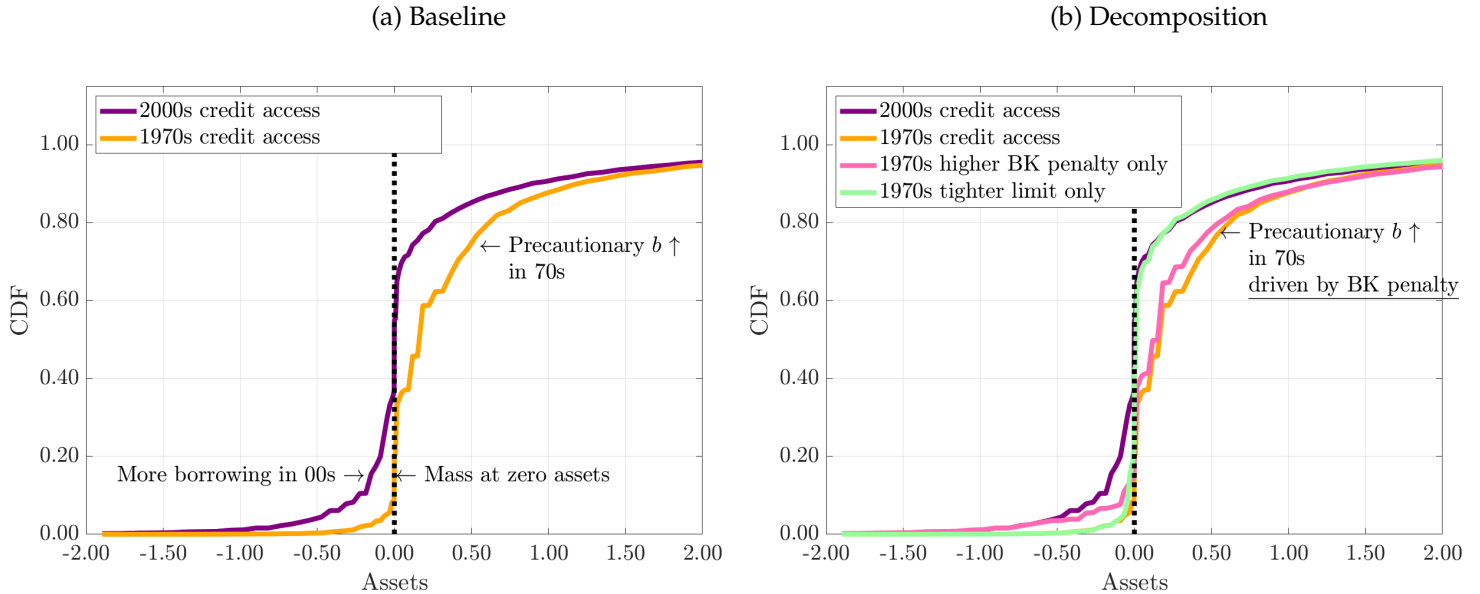 (a) Baseline
2000s credit access
1970s credit access
1.00
0.80
0.60
0.40
0.20
0.00
CDF
← Precautionary b ↑
in 70s
More borrowing in 00s →
← Mass at zero assets
-2.00 -1.50 -1.00 -0.50 0.00 0.50 1.00 1.50 2.00
Assets
(b) Decomposition
2000s credit access
1970s credit access
1970s higher BK penalty only
1970s tighter limit only
1.00
0.80
0.60
0.40
0.20
0.00
CDF
← Precautionary b ↑
in 70s
driven by BK penalty
-2.00 -1.50 -1.00 -0.50 0.00 0.50 1.00 1.50 2.00
Assets